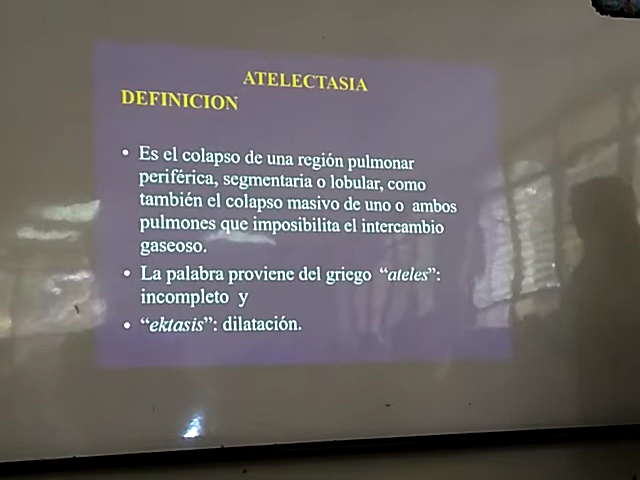 ATELECTASIA
DEFINICION
• Es el colapso de una región pulmonar
periférica, segmentaria o lobular, como
también el colapso masivo de uno o ambos
pulmones que imposibilita el intercambio
gaseoso.
• La palabra proviene del griego “ateles”:
incompleto y
• “ektasis”: dilatación.